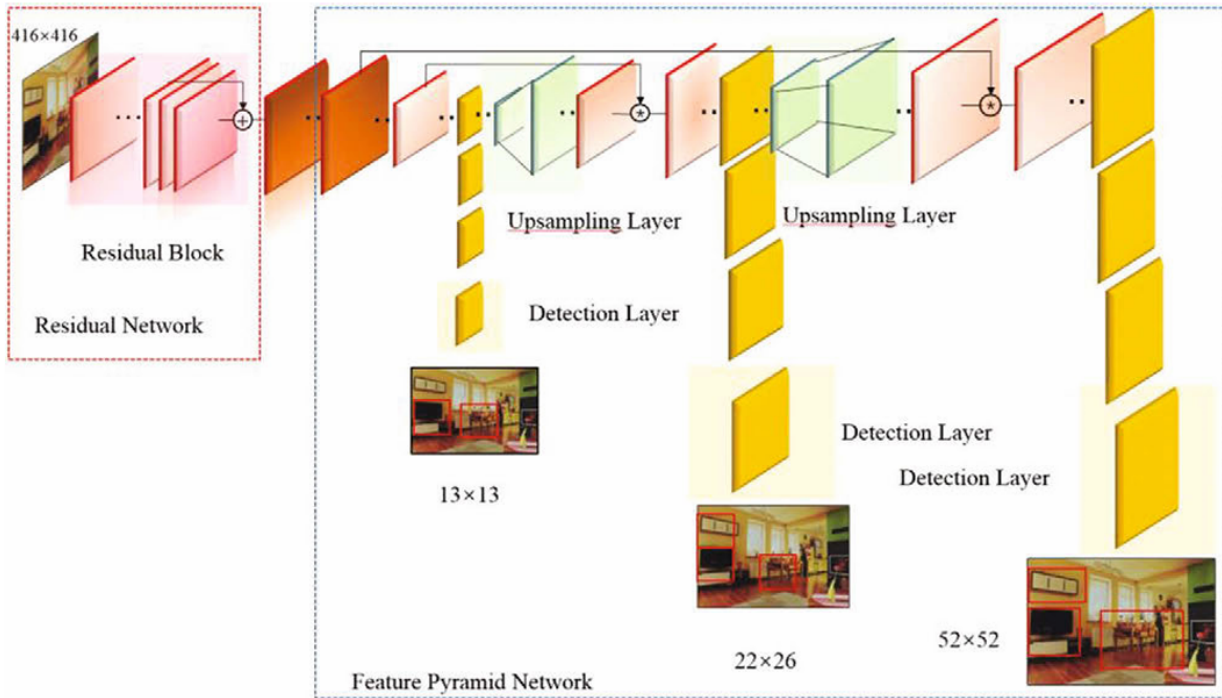 416×416
Residual Block
Residual Network
Upsampling Layer
Upsampling Layer
Detection Layer
13×13
Detection Layer
Detection Layer
22×26
52×52
Feature Pyramid Network